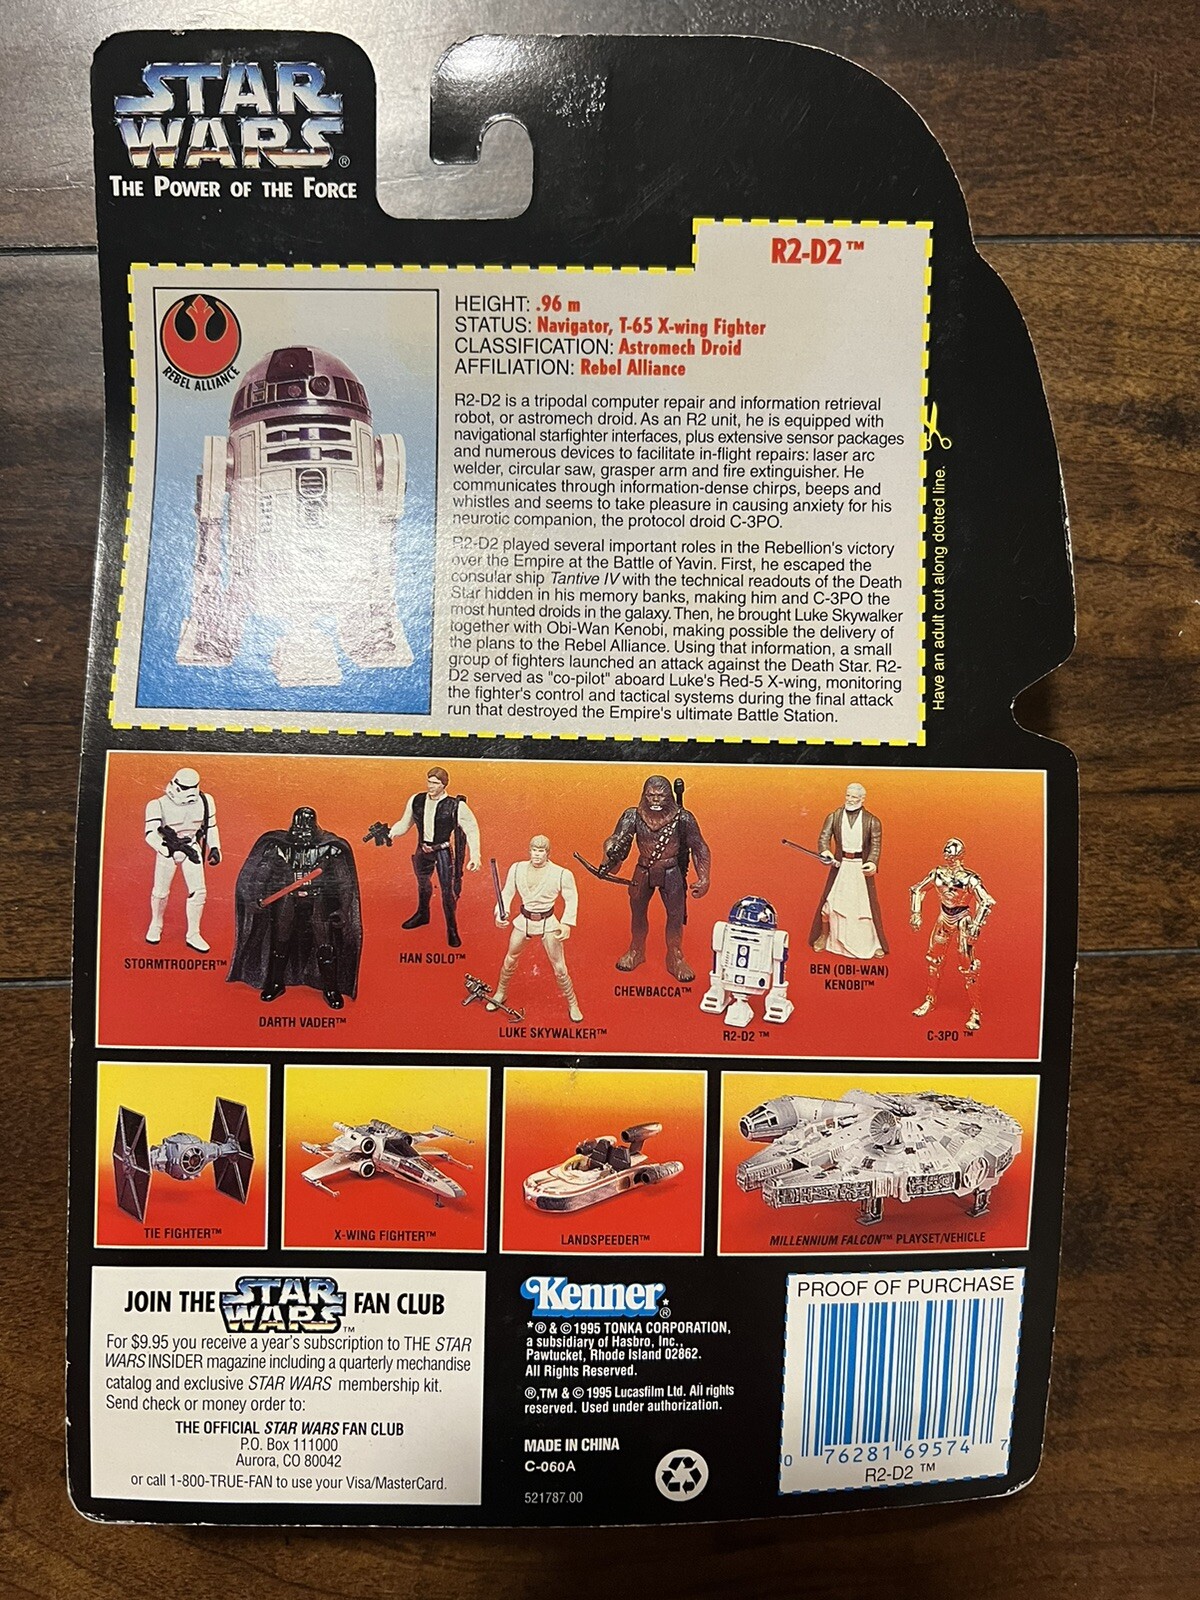 STAR
WARS®
THE POWER OF THE FORCE
R2-D2™
REBEL ALLIANCE
HEIGHT: .96 m
STATUS: Navigator, T-65 X-wing Fighter
CLASSIFICATION: Astromech Droid
AFFILIATION: Rebel Alliance
R2-D2 is a tripodal computer repair and information retrieval
robot, or astromech droid. As an R2 unit, he is equipped with
navigational starfighter interfaces, plus extensive sensor packages
and numerous devices to facilitate in-flight repairs: laser arc
welder, circular saw, grasper arm and fire extinguisher. He
communicates through information-dense chirps, beeps and
whistles and seems to take pleasure in causing anxiety for his
neurotic companion, the protocol droid C-3PO.
R2-D2 played several important roles in the Rebellion's victory
over the Empire at the Battle of Yavin. First, he escaped the
consular ship Tantive IV with the technical readouts of the Death
Star hidden in his memory banks, making him and C-3PO the
most hunted droids in the galaxy. Then, he brought Luke Skywalker
together with Obi-Wan Kenobi, making possible the delivery of
the plans to the Rebel Alliance. Using that information, a small
group of fighters launched an attack against the Death Star. R2-
D2 served as "co-pilot" aboard Luke's Red-5 X-wing, monitoring
the fighter's control and tactical systems during the final attack
run that destroyed the Empire's ultimate Battle Station.
Have an adult cut along dotted line.
STORMTROOPER™
DARTH VADER™
HAN SOLO™
LUKE SKYWALKER™
CHEWBACCA™
R2-D2 ™
BEN (OBI-WAN)
KENOBI™
C-3PO ™
TIE FIGHTER™
X-WING FIGHTER™
LANDSPEEDER™
MILLENNIUM FALCON™ PLAYSET/VEHICLE
JOIN THE STAR WARS™ FAN CLUB
For $9.95 you receive a year's subscription to THE STAR
WARS INSIDER magazine including a quarterly mechandise
catalog and exclusive STAR WARS membership kit.
Send check or money order to:
THE OFFICIAL STAR WARS FAN CLUB
P.O. Box 111000
Aurora, CO 80042
or call 1-800-TRUE-FAN to use your Visa/MasterCard.
Kenner*®
*® & © 1995 TONKA CORPORATION,
a subsidiary of Hasbro, Inc.,
Pawtucket, Rhode Island 02862.
All Rights Reserved.
®,TM & © 1995 Lucasfilm Ltd. All rights
reserved. Used under authorization.
MADE IN CHINA
C-060A
521787.00
PROOF OF PURCHASE
0 76281 69574 7
R2-D2 ™